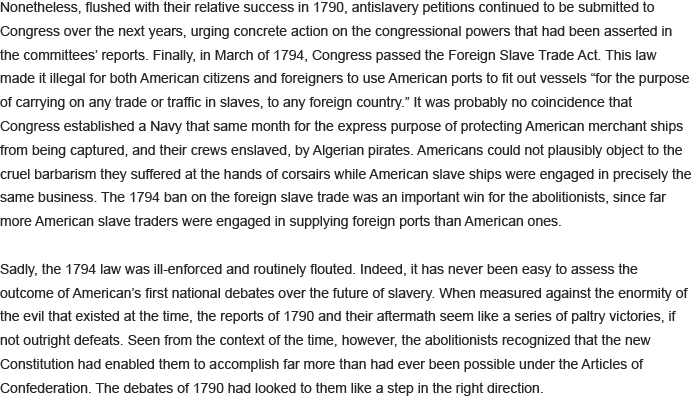 Nonetheless, flushed with their relative success in 1790, antislavery petitions continued to be submitted to
Congress over the next years, urging concrete action on the congressional powers that had been asserted in
the committees’ reports. Finally, in March of 1794, Congress passed the Foreign Slave Trade Act. This law
made it illegal for both American citizens and foreigners to use American ports to fit out vessels “for the purpose
of carrying on any trade or traffic in slaves, to any foreign country.” It was probably no coincidence that
Congress established a Navy that same month for the express purpose of protecting American merchant ships
from being captured, and their crews enslaved, by Algerian pirates. Americans could not plausibly object to the
cruel barbarism they suffered at the hands of corsairs while American slave ships were engaged in precisely the
same business. The 1794 ban on the foreign slave trade was an important win for the abolitionists, since far
more American slave traders were engaged in supplying foreign ports than American ones.
Sadly, the 1794 law was ill-enforced and routinely flouted. Indeed, it has never been easy to assess the
outcome of American’s first national debates over the future of slavery. When measured against the enormity of
the evil that existed at the time, the reports of 1790 and their aftermath seem like a series of paltry victories, if
not outright defeats. Seen from the context of the time, however, the abolitionists recognized that the new
Constitution had enabled them to accomplish far more than had ever been possible under the Articles of
Confederation. The debates of 1790 had looked to them like a step in the right direction.